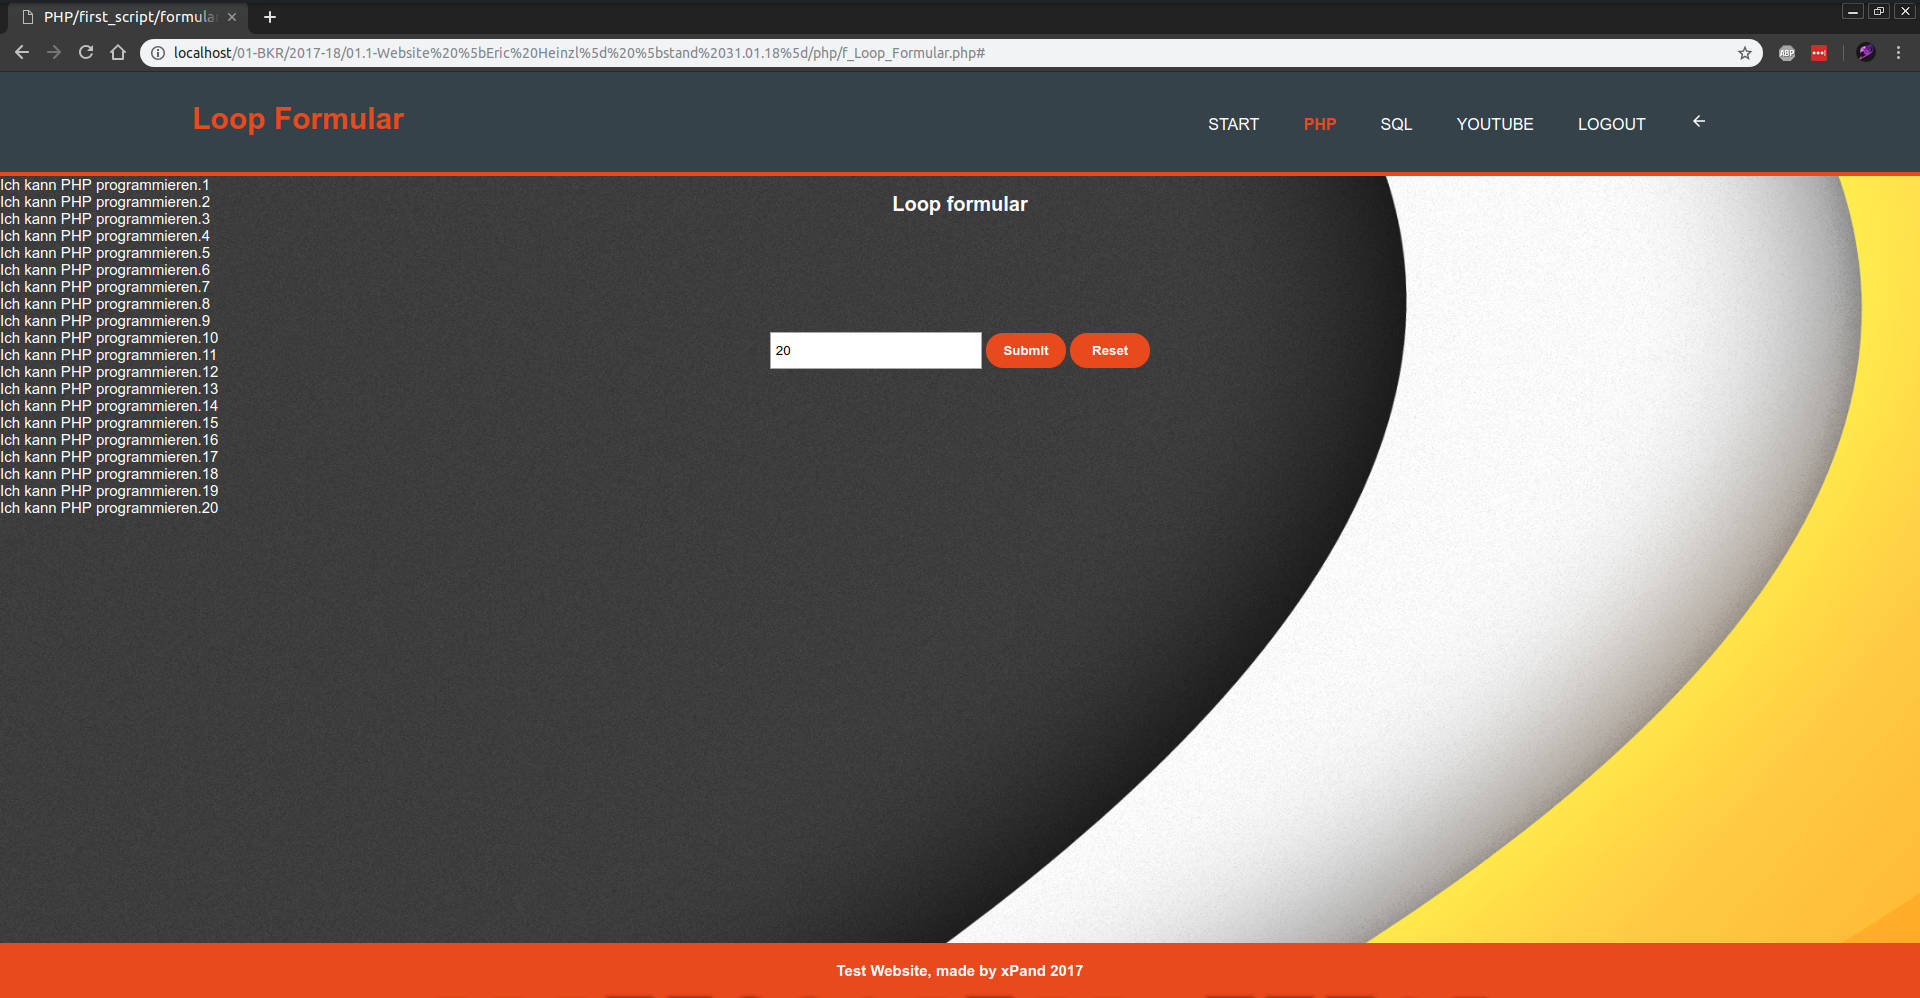 PHP/first_script/formular
localhost/01-BKR/2017-18/01.1-Website%20%5bEric%20Heinzl%5d%20%5bstand%2031.01.18%5d/php/f_Loop_Formular.php#
ABP
Loop Formular
START PHP SQL YOUTUBE LOGOUT
Ich kann PHP programmieren.1
Ich kann PHP programmieren.2
Ich kann PHP programmieren.3
Ich kann PHP programmieren.4
Ich kann PHP programmieren.5
Ich kann PHP programmieren.6
Ich kann PHP programmieren.7
Ich kann PHP programmieren.8
Ich kann PHP programmieren.9
Ich kann PHP programmieren.10
Ich kann PHP programmieren.11
Ich kann PHP programmieren.12
Ich kann PHP programmieren.13
Ich kann PHP programmieren.14
Ich kann PHP programmieren.15
Ich kann PHP programmieren.16
Ich kann PHP programmieren.17
Ich kann PHP programmieren.18
Ich kann PHP programmieren.19
Ich kann PHP programmieren.20
Loop formular
20 Submit Reset
Test Website, made by xPand 2017